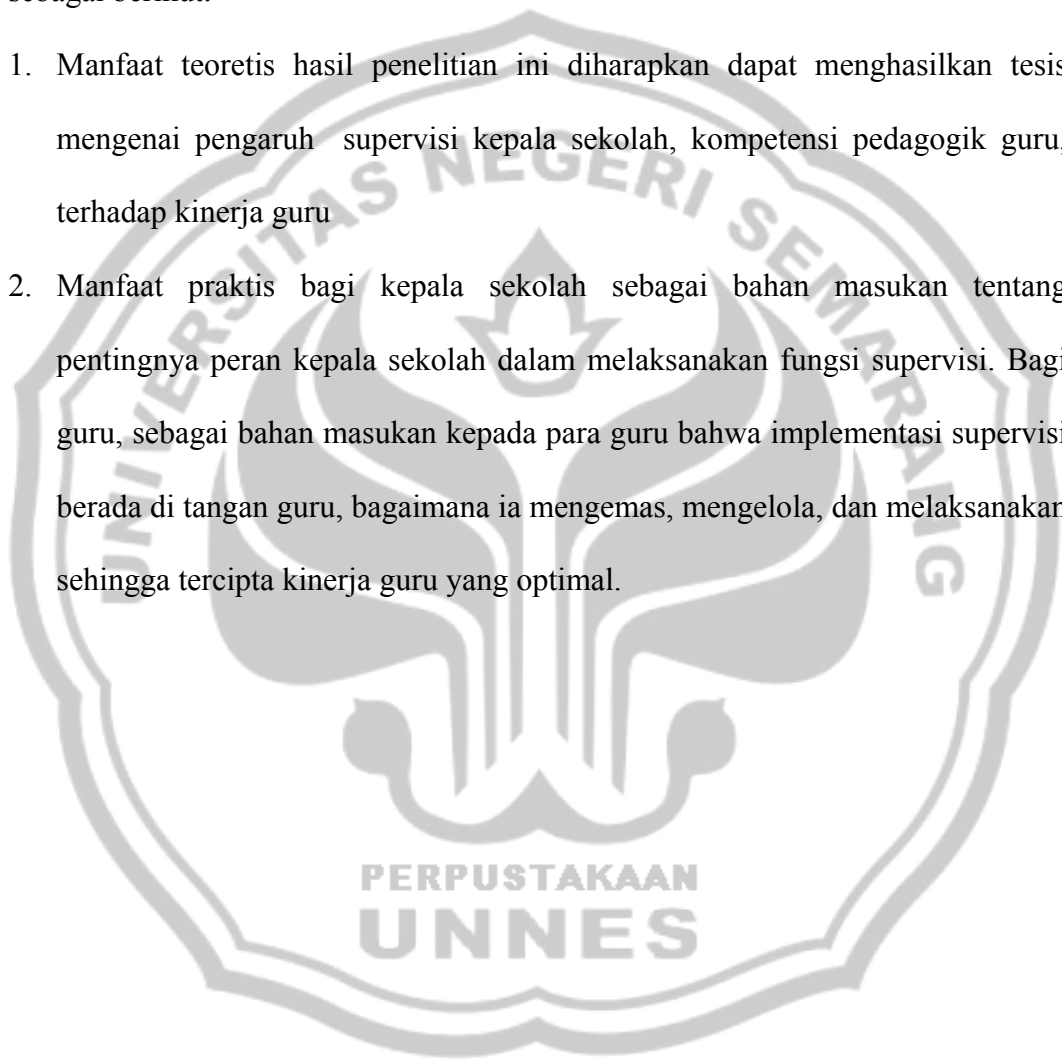 sebagai berikut.
1. Manfaat teoretis hasil penelitian ini diharapkan dapat menghasilkan tesis
mengenai pengaruh supervisi kepala sekolah, kompetensi pedagogik guru,
terhadap kinerja guru
2. Manfaat praktis bagi kepala sekolah sebagai bahan masukan tentang
pentingnya peran kepala sekolah dalam melaksanakan fungsi supervisi. Bagi
guru, sebagai bahan masukan kepada para guru bahwa implementasi supervisi
berada di tangan guru, bagaimana ia mengemas, mengelola, dan melaksanakan
sehingga tercipta kinerja guru yang optimal.
UNIVERSITAS NEGERI SEMARANG
PERPUSTAKAAN
UNNES